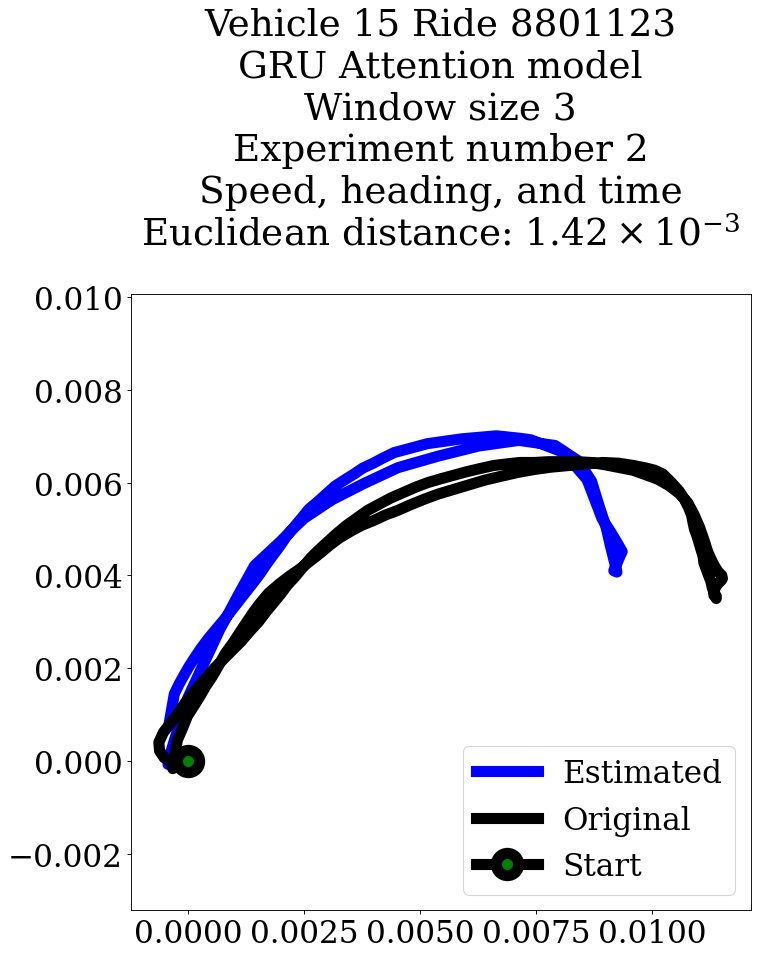 Vehicle 15 Ride 8801123
GRU Attention model
Window size 3
Experiment number 2
Speed, heading, and time
Euclidean distance: 1.42 × 10⁻³
0.010
0.008
0.006
0.004
0.002
0.000
−0.002
Estimated
Original
Start
0.0000 0.0025 0.0050 0.0075 0.0100